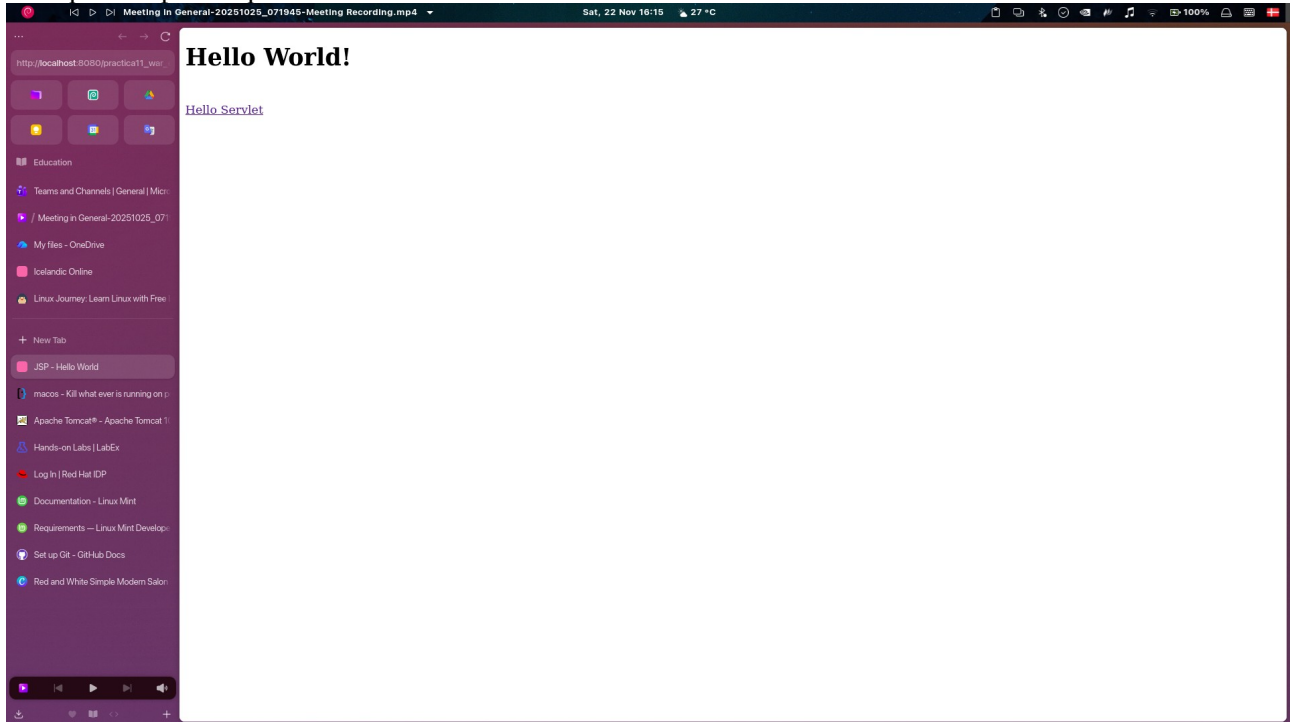 Meeting in General-20251025_071945-Meeting Recording.mp4
Sat, 22 Nov 16:15
27 °C
100%
http://localhost:8080/practica11_war_
Education
Teams and Channels | General | Micr
/ Meeting in General-20251025_071
My files - OneDrive
Icelandic Online
Linux Journey: Learn Linux with Free
New Tab
JSP - Hello World
macos - Kill what ever is running on p
Apache Tomcat® - Apache Tomcat 1
Hands-on Labs | LabEx
Log In | Red Hat IDP
Documentation - Linux Mint
Requirements — Linux Mint Develope
Set up Git - GitHub Docs
Red and White Simple Modern Salon
Hello World!
Hello Servlet